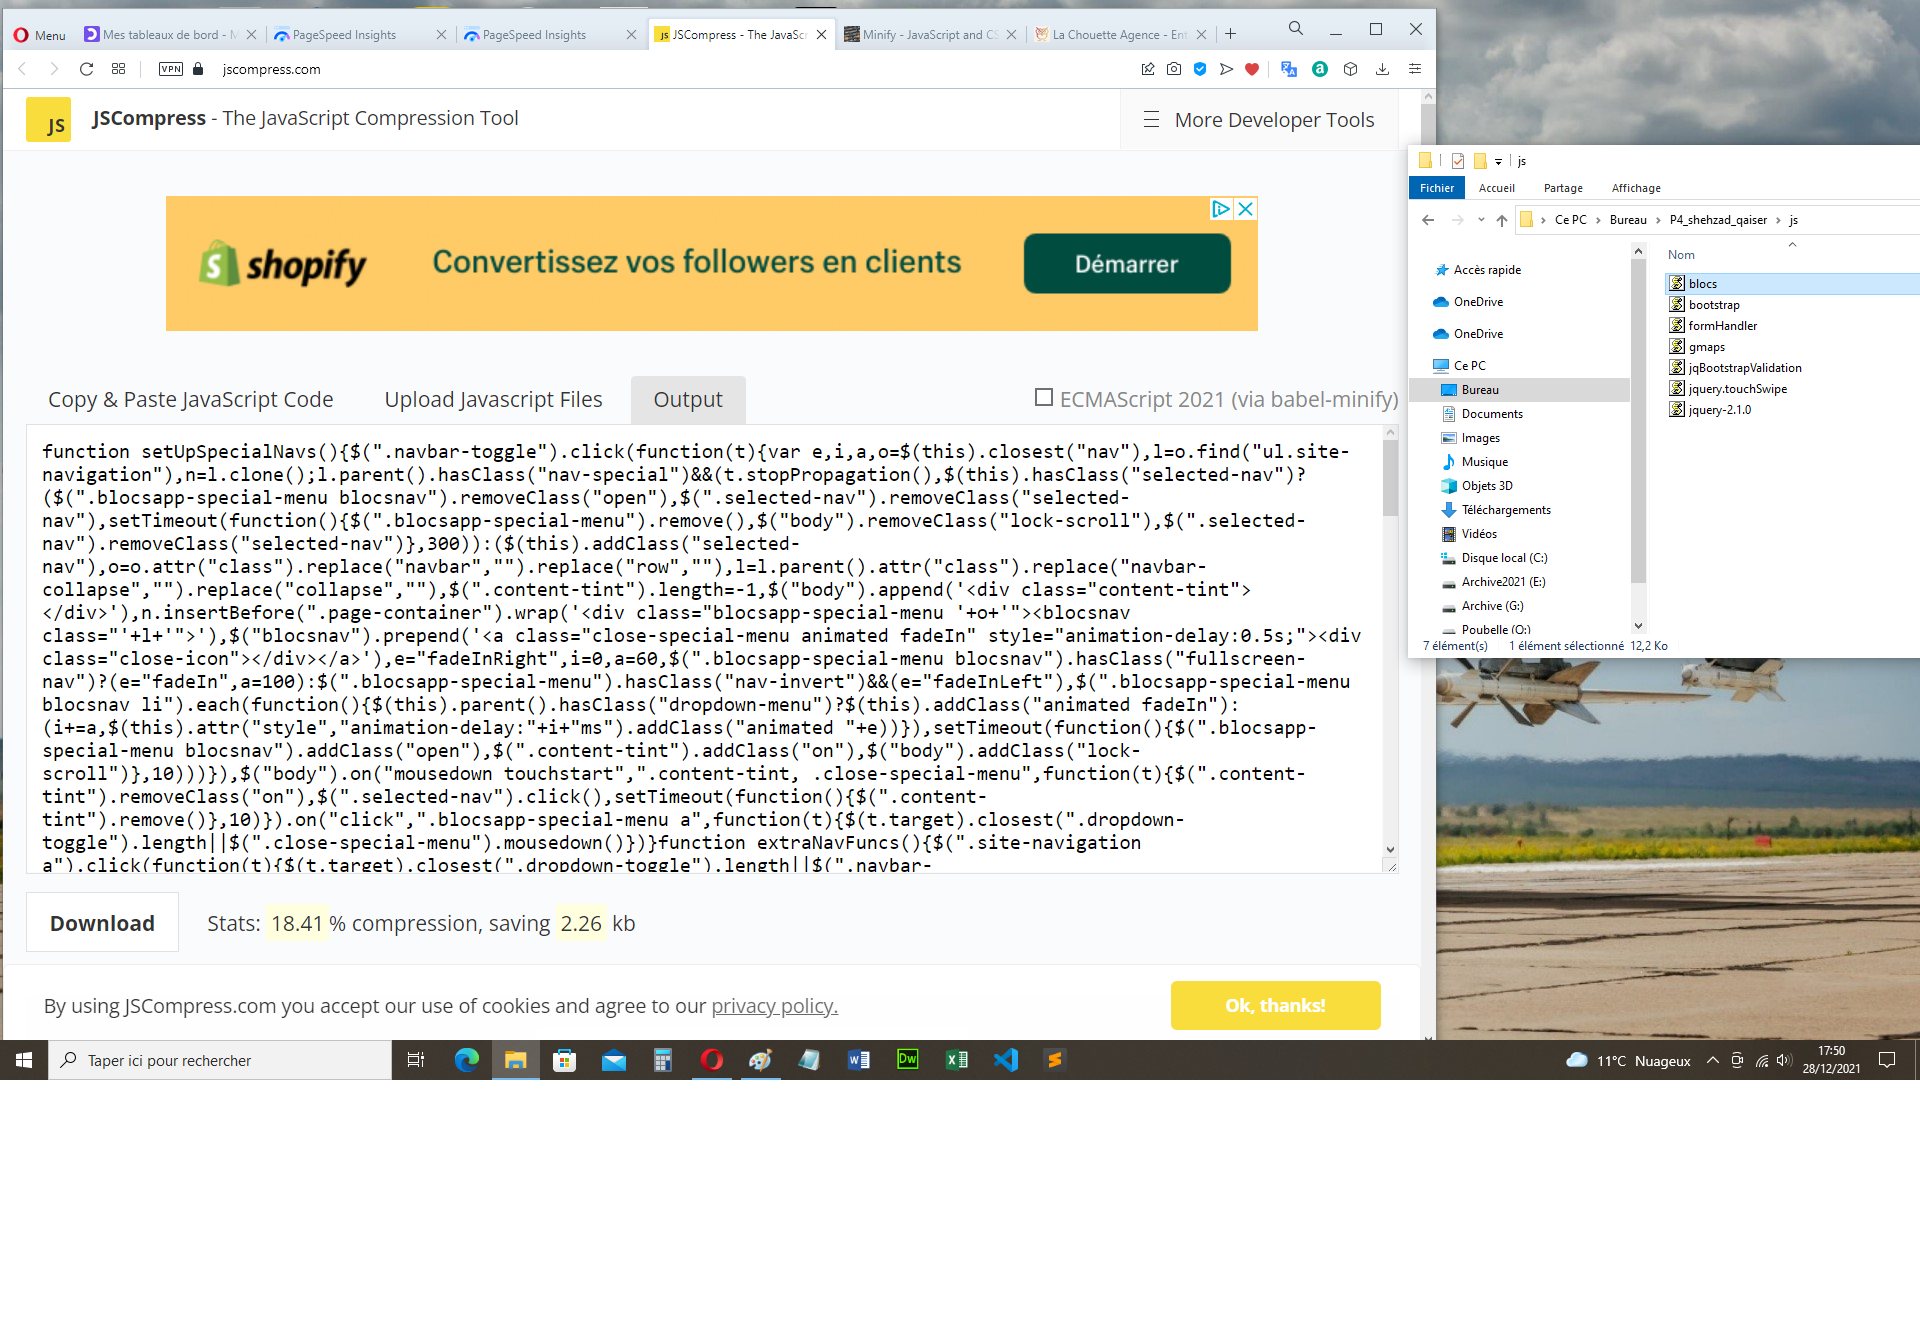 Menu
Mes tableaux de bord - M
PageSpeed Insights
PageSpeed Insights
JS JSCompress - The JavaScr
Minify - JavaScript and CS
La Chouette Agence - Ent
VPN
jscompress.com
JS
JSCompress - The JavaScript Compression Tool
More Developer Tools
shopify
Convertissez vos followers en clients
Démarrer
Copy & Paste JavaScript Code
Upload Javascript Files
Output
ECMAScript 2021 (via babel-minify)
function setUpSpecialNavs(){$(".navbar-toggle").click(function(t){var e,i,a,o=$(this).closest("nav"),l=o.find("ul.site-
navigation"),n=l.clone();l.parent().hasClass("nav-special")&&(t.stopPropagation(),$(this).hasClass("selected-nav")?
($(".blocsapp-special-menu blocsnav").removeClass("open"),$(".selected-nav").removeClass("selected-
nav"),setTimeout(function(){$(".blocsapp-special-menu").remove(),$("body").removeClass("lock-scroll"),$(".selected-
nav").removeClass("selected-nav")},300)):($(this).addClass("selected-
nav"),o=o.attr("class").replace("navbar","").replace("row",""),l=l.parent().attr("class").replace("navbar-
collapse","").replace("collapse",""),$(".content-tint").length=-1,$("body").append('<div class="content-tint">
</div>'),n.insertBefore(".page-container").wrap('<div class="blocsapp-special-menu '+o+'"><blocsnav
class="'+l+'">'),$("blocsnav").prepend('<a class="close-special-menu animated fadeIn" style="animation-delay:0.5s;"><div
class="close-icon"></div></a>'),e="fadeInRight",i=0,a=60,$(".blocsapp-special-menu blocsnav").hasClass("fullscreen-
nav")?(e="fadeIn",a=100):$(".blocsapp-special-menu").hasClass("nav-invert")&&(e="fadeInLeft"),$(".blocsapp-special-menu
blocsnav li").each(function(){$(this).parent().hasClass("dropdown-menu")?$(this).addClass("animated fadeIn"):
(i+=a,$(this).attr("style","animation-delay:"+i+"ms").addClass("animated "+e))}),setTimeout(function(){$(".blocsapp-
special-menu blocsnav").addClass("open"),$(".content-tint").addClass("on"),$("body").addClass("lock-
scroll")},10)))}),$("body").on("mousedown touchstart",".content-tint, .close-special-menu",function(t){$(".content-
tint").removeClass("on"),$(".selected-nav").click(),setTimeout(function(){$(".content-
tint").remove()},10)}).on("click",".blocsapp-special-menu a",function(t){$(t.target).closest(".dropdown-
toggle").length||$(".close-special-menu").mousedown()})}function extraNavFuncs(){$(".site-navigation
a").click(function(t){$(t.target).closest(".dropdown-toggle").length||$(".navbar-
Download
Stats: 18.41 % compression, saving 2.26 kb
By using JSCompress.com you accept our use of cookies and agree to our privacy policy.
Ok, thanks!
js
Fichier
Accueil
Partage
Affichage
Ce PC
Bureau
P4_shehzad_qaiser
js
Accès rapide
OneDrive
OneDrive
Ce PC
Bureau
Documents
Images
Musique
Objets 3D
Téléchargements
Vidéos
Disque local (C:)
Archive2021 (E:)
Archive (G:)
Poubelle (O:)
Nom
blocs
bootstrap
formHandler
gmaps
jqBootstrapValidation
jquery.touchSwipe
jquery-2.1.0
7 élément(s)
1 élément sélectionné 12,2 Ko
Taper ici pour rechercher
Dw
11°C Nuageux
17:50
28/12/2021